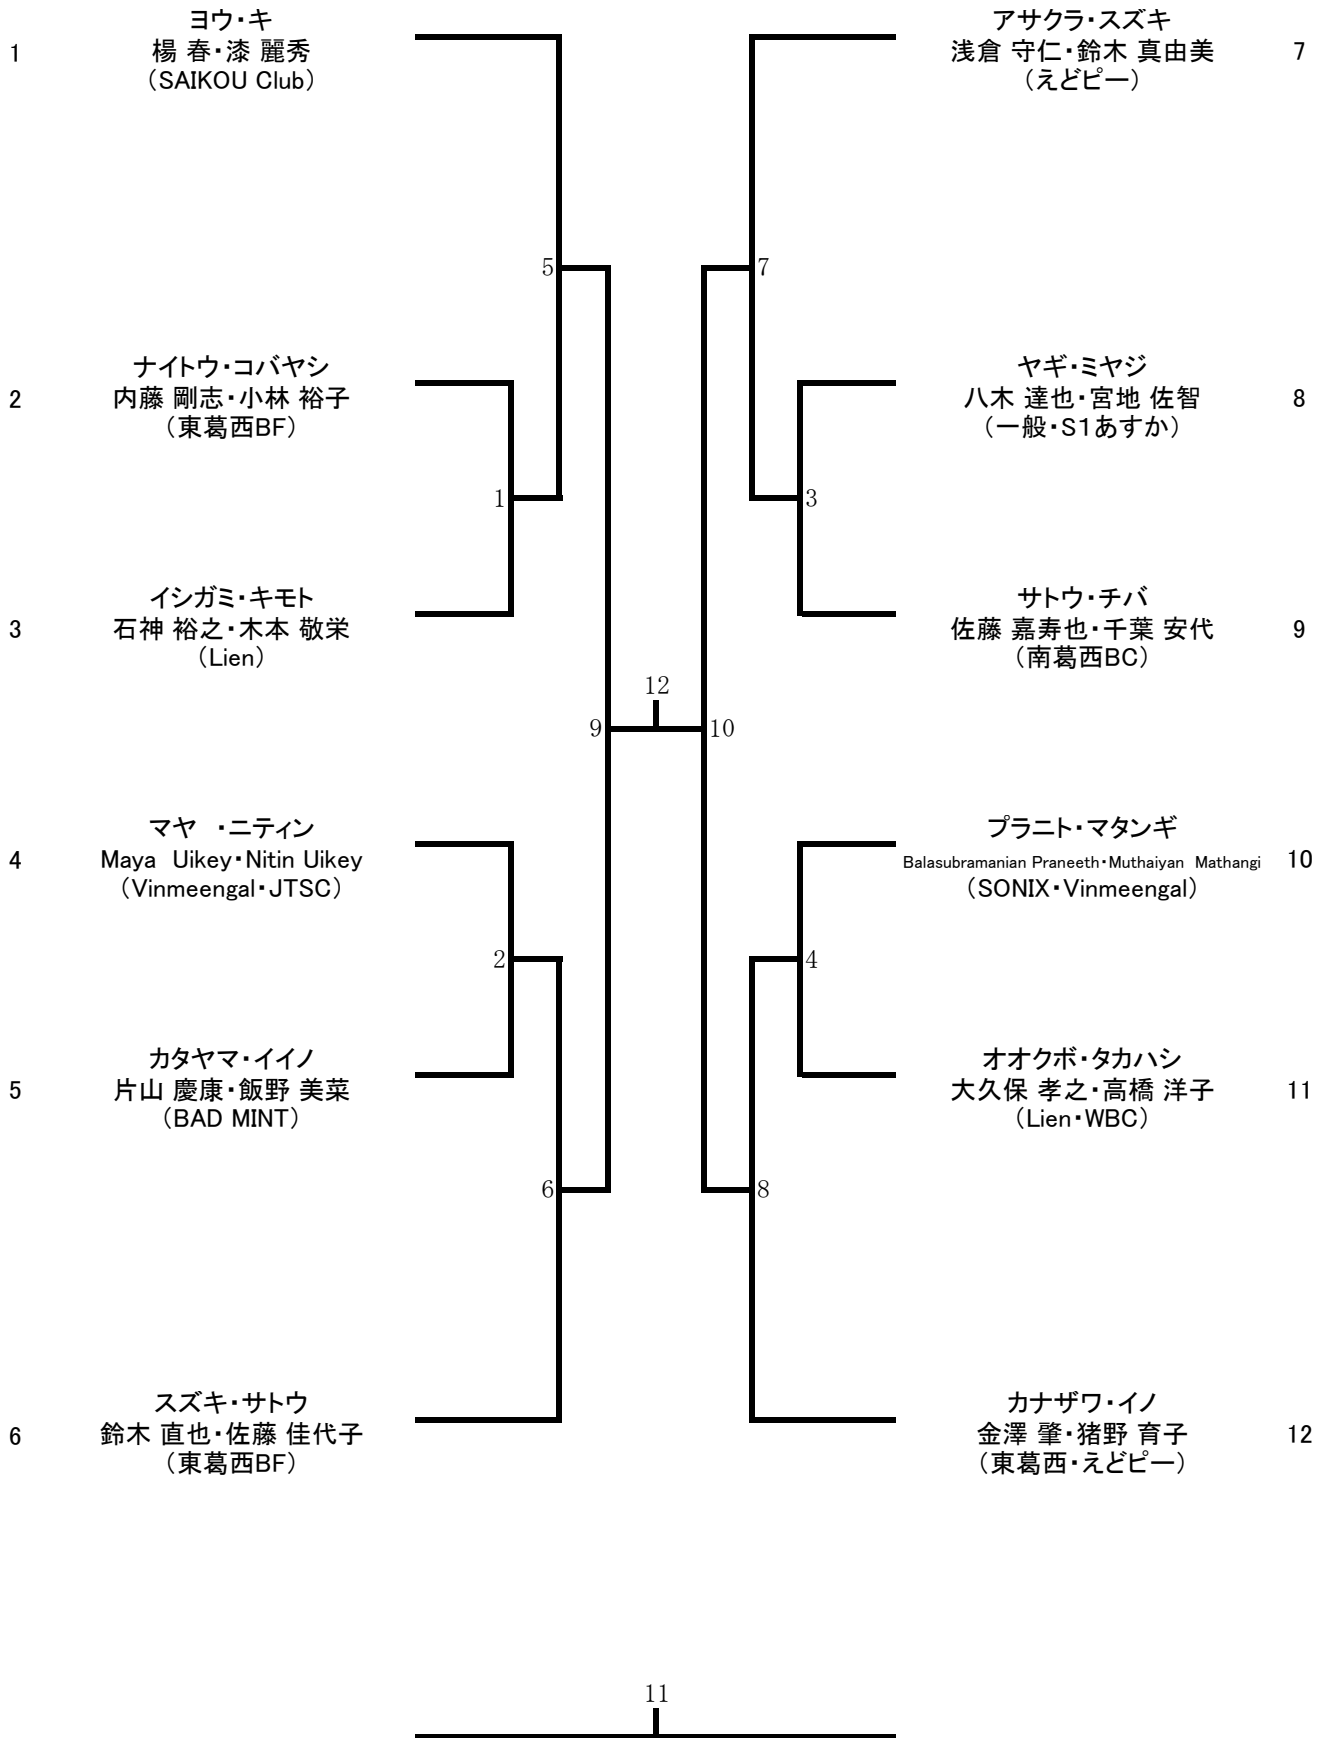 ヨウ・キ
1
楊 春・漆 麗秀
（SAIKOU Club）
アサクラ・スズキ
浅倉 守仁・鈴木 真由美
7
（えどピー）
5
7
ナイトウ・コバヤシ
2
内藤 剛志・小林 裕子
（東葛西BF）
ヤギ・ミヤジ
八木 達也・宮地 佐智
8
（一般・S1あすか）
1
3
イシガミ・キモト
3
石神 裕之・木本 敬栄
（Lien）
サトウ・チバ
佐藤 嘉寿也・千葉 安代
9
（南葛西BC）
12
9
10
マヤ　・ニティン
4
Maya　Uikey・Nitin Uikey
（Vinmeengal・JTSC）
プラニト・マタンギ
Balasubramanian Praneeth・Muthaiyan　Mathangi
10
（SONIX・Vinmeengal）
2
4
カタヤマ・イイノ
5
片山 慶康・飯野 美菜
（BAD MINT）
オオクボ・タカハシ
大久保 孝之・高橋 洋子
11
（Lien・WBC）
6
8
スズキ・サトウ
6
鈴木 直也・佐藤 佳代子
（東葛西BF）
カナザワ・イノ
金澤 肇・猪野 育子
12
（東葛西・えどピー）
11